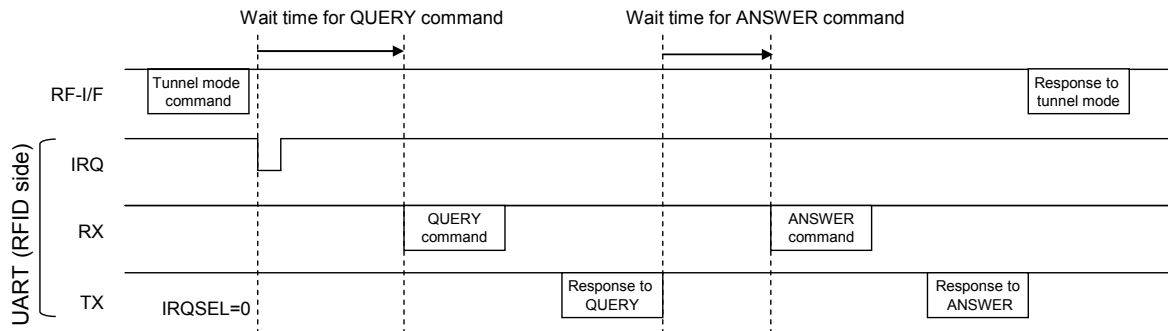 Wait time for QUERY command
Wait time for ANSWER command
RF-I/F
Tunnel mode
command
Response to
tunnel mode
UART (RFID side)
IRQ
RX
QUERY
command
ANSWER
command
TX
IRQSEL=0
Response to
QUERY
Response to
ANSWER